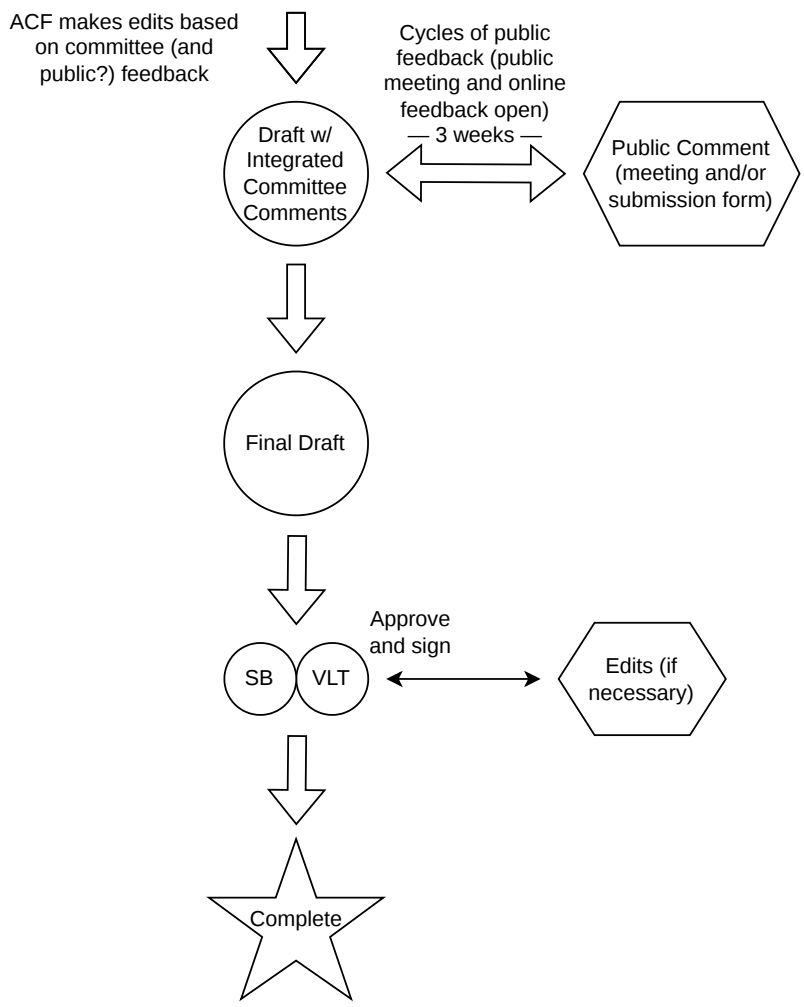 ACF makes edits based
on committee (and
public?) feedback
Cycles of public
feedback (public
meeting and online
feedback open)
— 3 weeks —
Draft w/
Integrated
Committee
Comments
Public Comment
(meeting and/or
submission form)
Final Draft
Approve
and sign
SB
VLT
Edits (if
necessary)
Complete